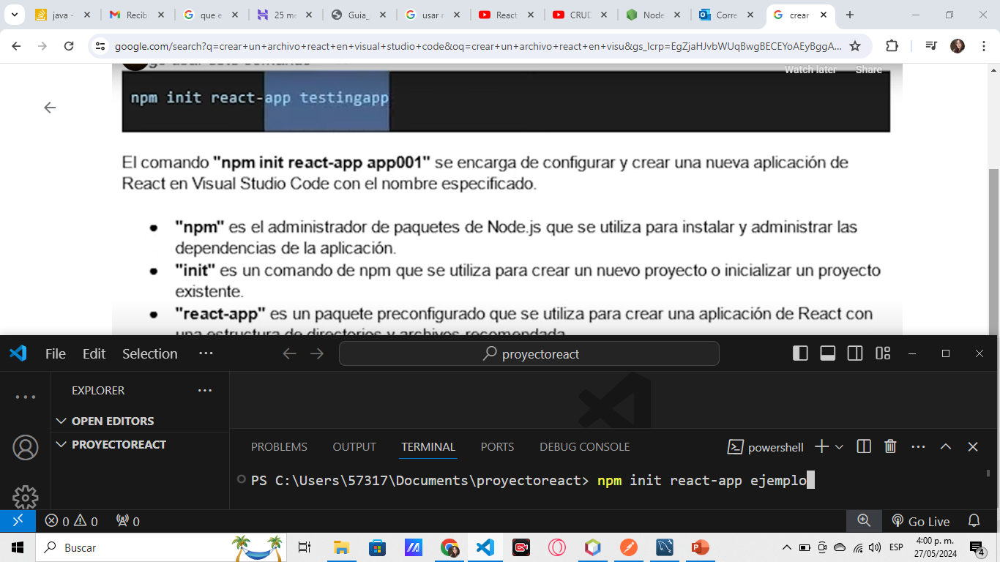 java -
Recib
que e
25 me
Guia_
usar r
React
CRUD
Node
Corre
crear
google.com/search?q=crear+un+archivo+react+en+visual+studio+code&oq=crear+un+archivo+react+en+visu&gs_lcrp=EgZjaHJvbWUqBwgBECEYoAEyBggA...
Watch later Share
npm init react-app testingapp
El comando "npm init react-app app001" se encarga de configurar y crear una nueva aplicación de
React en Visual Studio Code con el nombre especificado.
● "npm" es el administrador de paquetes de Node.js que se utiliza para instalar y administrar las
dependencias de la aplicación.
● "init" es un comando de npm que se utiliza para crear un nuevo proyecto o inicializar un proyecto
existente.
● "react-app" es un paquete preconfigurado que se utiliza para crear una aplicación de React con
una estructura de directorios y archivos recomendada
File Edit Selection ...
proyectoreact
EXPLORER ...
OPEN EDITORS
PROYECTOREACT
PROBLEMS OUTPUT TERMINAL PORTS DEBUG CONSOLE
powershell
PS C:\Users\57317\Documents\proyectoreact> npm init react-app ejemplo
0 0 0
Go Live
Buscar
ESP
4:00 p. m.
27/05/2024
4